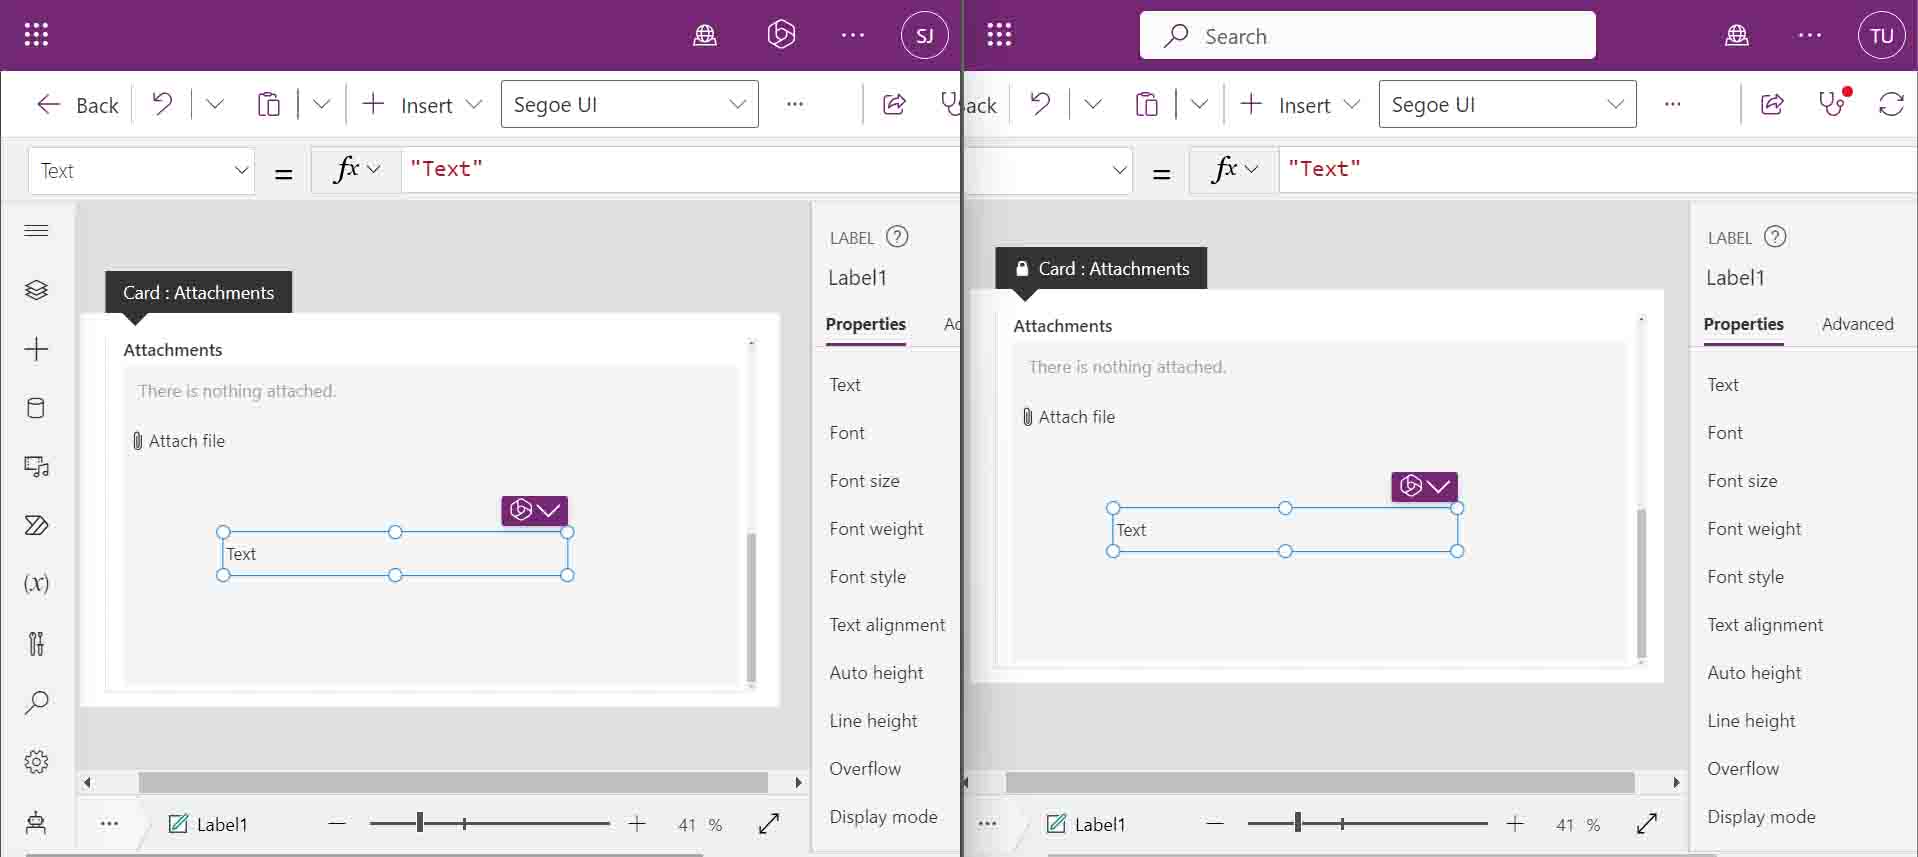 SJ
Back
Insert
Segoe UI
...
Text
=
fx
"Text"
LABEL ?
Label1
Properties
Card : Attachments
Attachments
There is nothing attached.
Attach file
Text
(x)
Text
Font
Font size
Font weight
Font style
Text alignment
Auto height
Line height
Overflow
Display mode
... Label1
41 %
Search
TU
ack
Insert
Segoe UI
...
=
fx
"Text"
LABEL ?
Label1
Properties
Advanced
Card : Attachments
Attachments
There is nothing attached.
Attach file
Text
Text
Font
Font size
Font weight
Font style
Text alignment
Auto height
Line height
Overflow
Display mode
... Label1
41 %